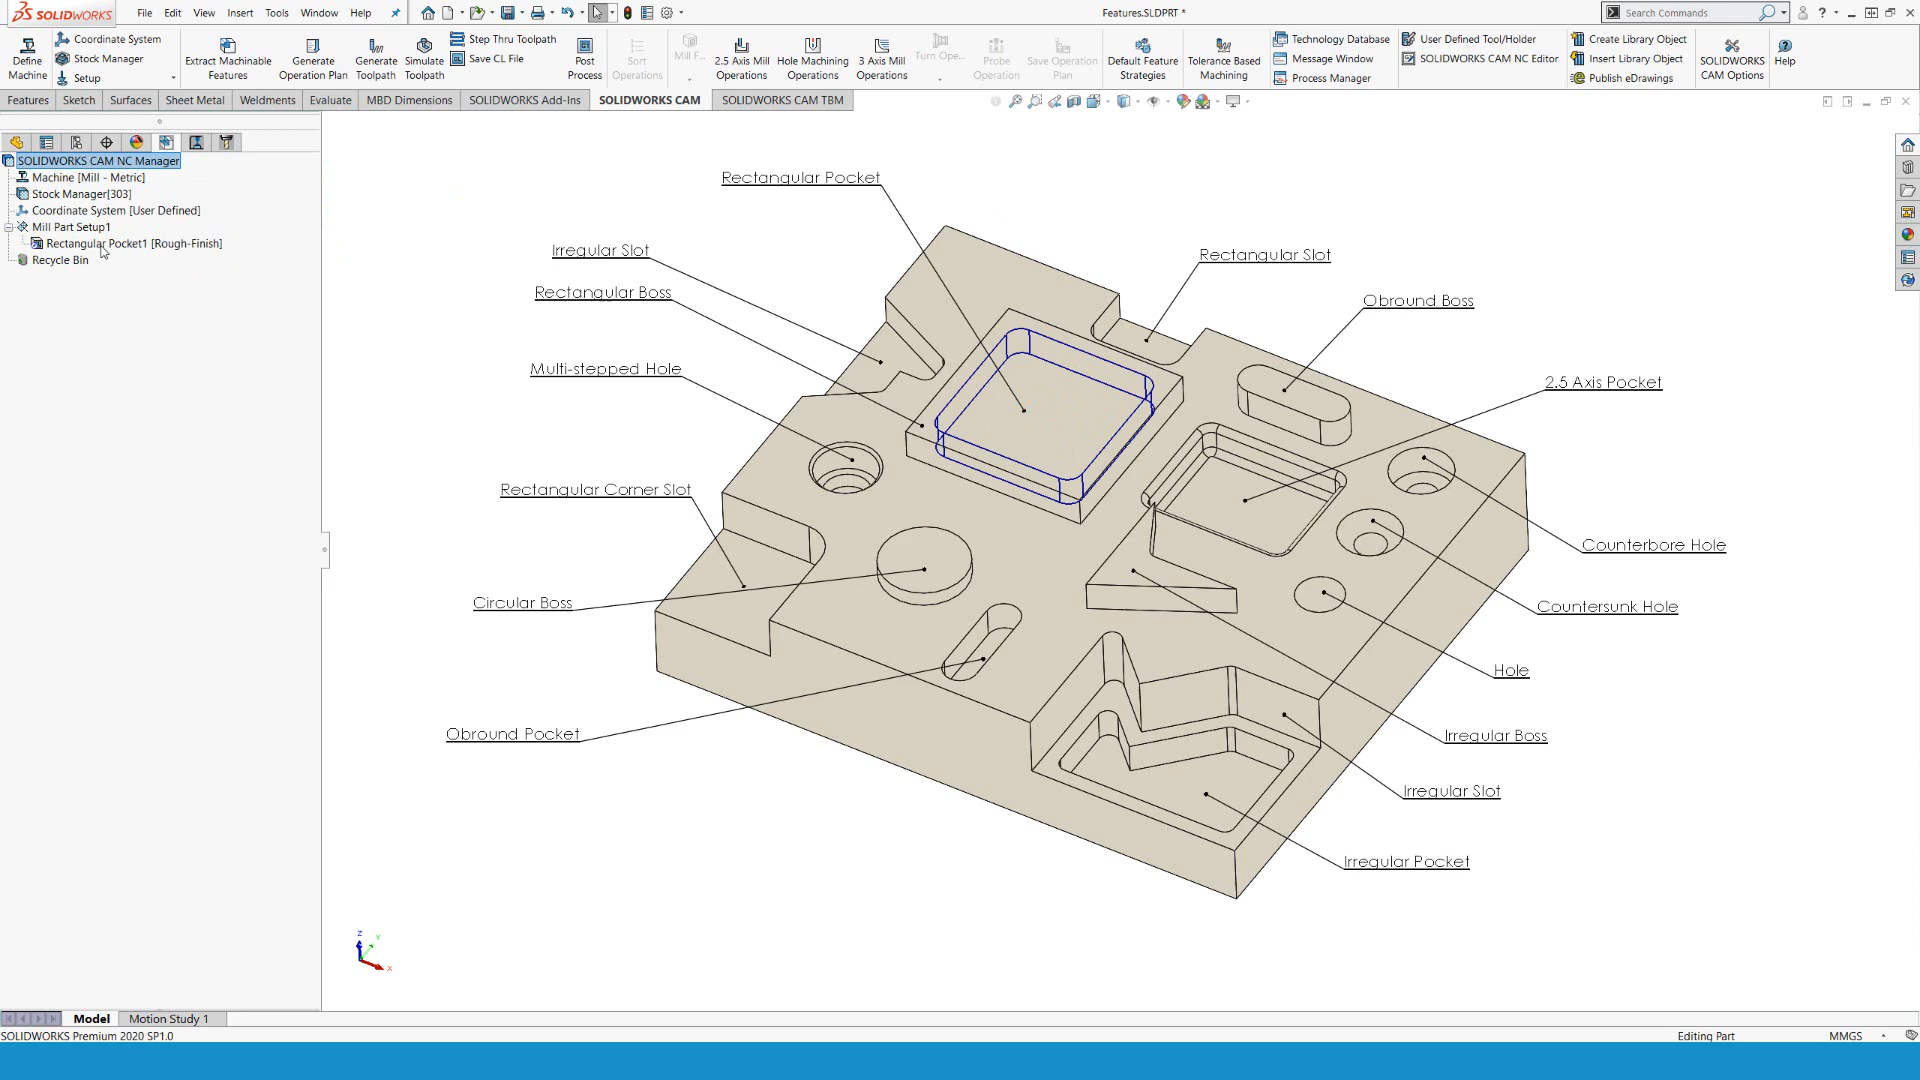 SOLIDWORKS
File Edit View Insert Tools Window Help
Features.SLDPRT *
Search Commands
Define Machine
Coordinate System
Stock Manager
Setup
Extract Machinable Features
Generate Operation Plan
Generate Toolpath
Simulate Toolpath
Step Thru Toolpath
Save CL File
Post Process
Sort Operations
Mill F...
2.5 Axis Mill Operations
Hole Machining Operations
3 Axis Mill Operations
Turn Ope...
Probe Operation
Save Operation Plan
Default Feature Strategies
Tolerance Based Machining
Technology Database
Message Window
Process Manager
User Defined Tool/Holder
SOLIDWORKS CAM NC Editor
Create Library Object
Insert Library Object
Publish eDrawings
SOLIDWORKS CAM Options
Help
Features Sketch Surfaces Sheet Metal Weldments Evaluate MBD Dimensions SOLIDWORKS Add-Ins SOLIDWORKS CAM SOLIDWORKS CAM TBM
SOLIDWORKS CAM NC Manager
Machine [Mill - Metric]
Stock Manager[303]
Coordinate System [User Defined]
Mill Part Setup1
Rectangular Pocket1 [Rough-Finish]
Recycle Bin
Rectangular Pocket
Irregular Slot
Rectangular Slot
Rectangular Boss
Obround Boss
Multi-stepped Hole
2.5 Axis Pocket
Rectangular Corner Slot
Counterbore Hole
Circular Boss
Countersunk Hole
Hole
Obround Pocket
Irregular Boss
Irregular Slot
Irregular Pocket
Z
Y
X
Model Motion Study 1
SOLIDWORKS Premium 2020 SP1.0
Editing Part
MMGS